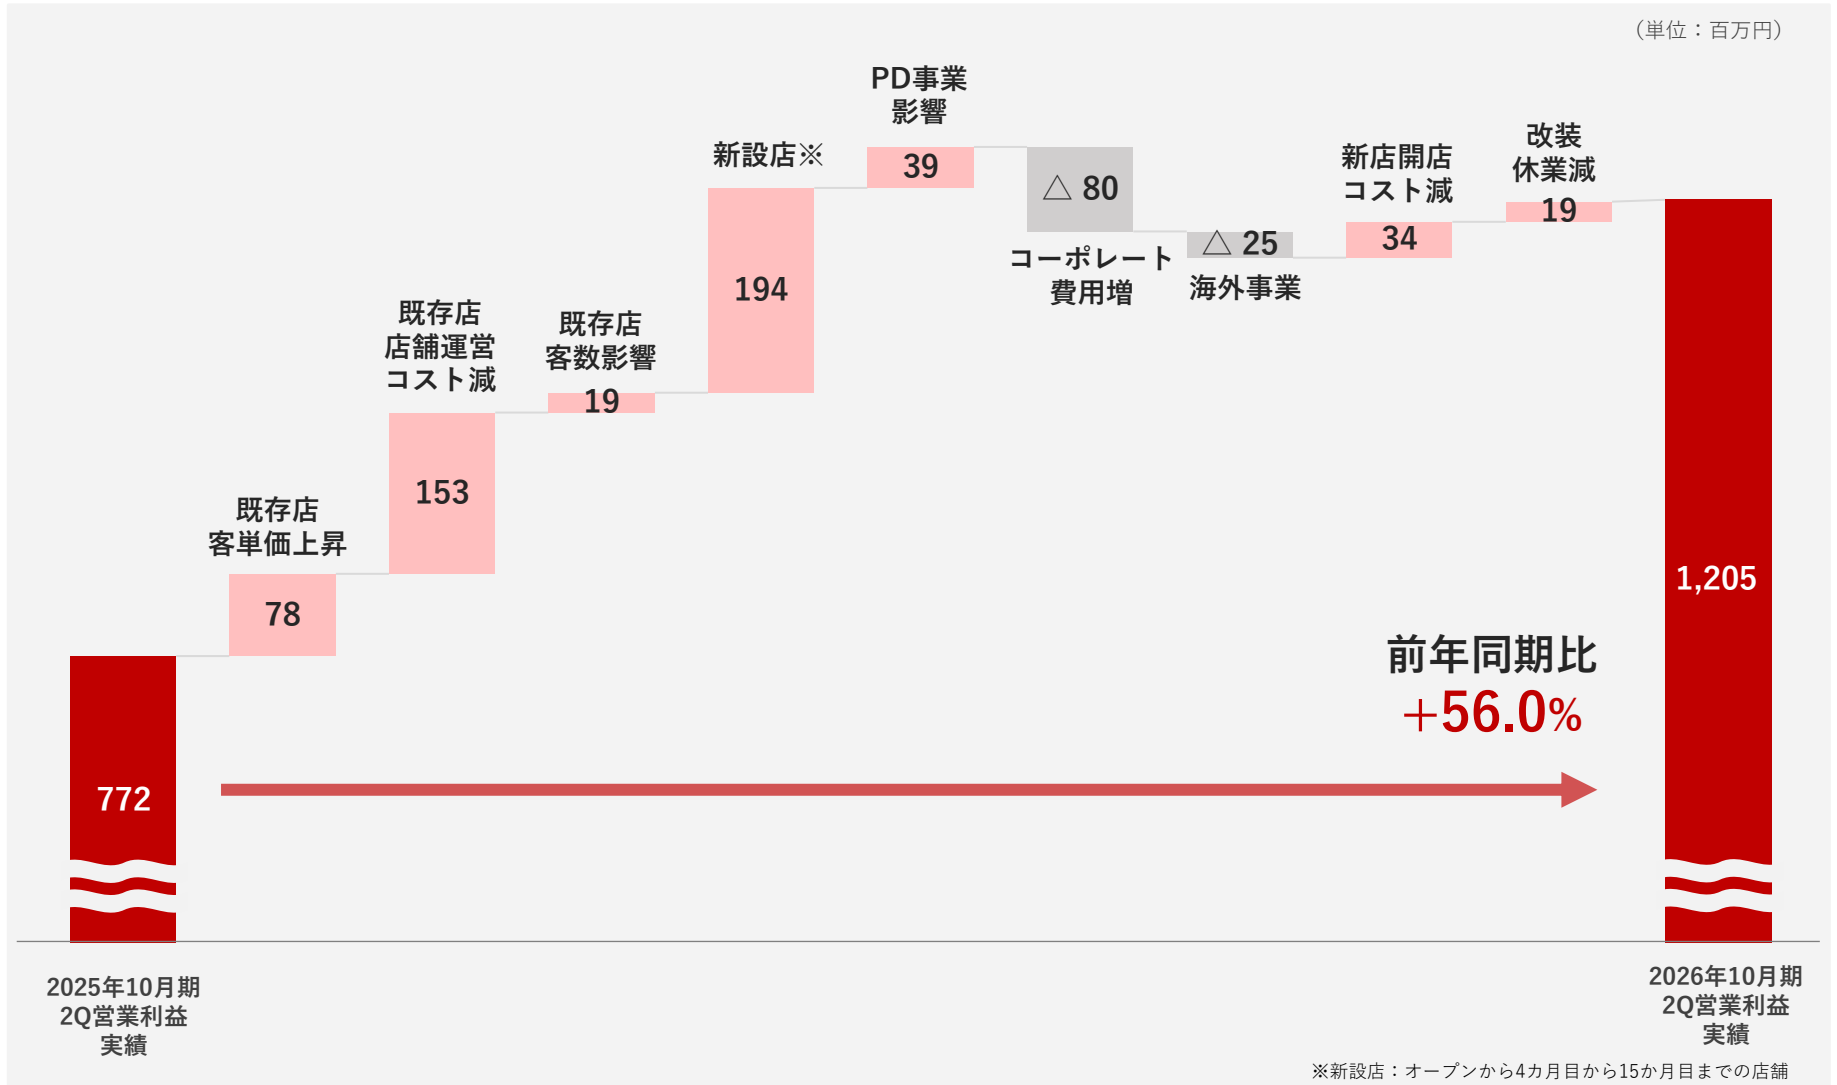 （単位：百万円）
PD事業
影響
39
新設店※
194
△ 80
コーポレート
費用増
△ 25
海外事業
新店開店
コスト減
34
改装
休業減
19
既存店
店舗運営
コスト減
153
既存店
客数影響
19
既存店
客単価上昇
78
772
1,205
前年同期比
＋56.0%
2025年10月期
2Q営業利益
実績
2026年10月期
2Q営業利益
実績
※新設店：オープンから4カ月目から15か月目までの店舗